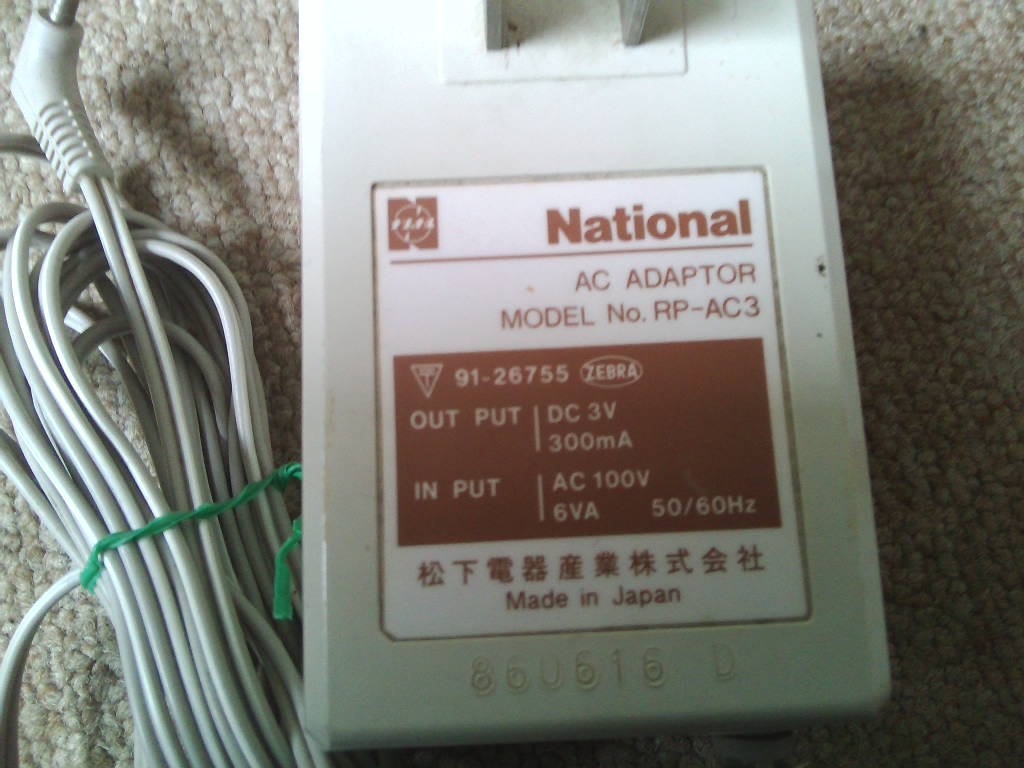 National
AC ADAPTOR
MODEL No. RP-AC3
91-26755 ZEBRA
OUT PUT DC 3V
300mA
IN PUT AC 100V
6VA 50/60Hz
松下電器産業株式会社
Made in Japan
860616 D